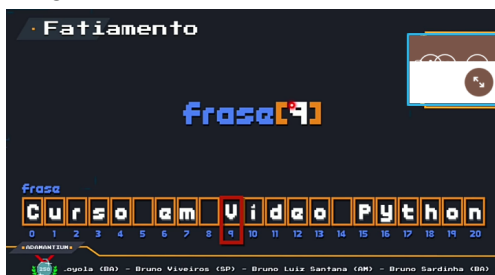 Fatiamento
frase[9]
frase
Curso em Vídeo Python
0 1 2 3 4 5 6 7 8 9 10 11 12 13 14 15 16 17 18 19 20
•ADAMANTIUM•
oyola (BA) - Bruno Viveiros (SP) - Bruno Luiz Santana (AM) - Bruno Sardinha (BA)